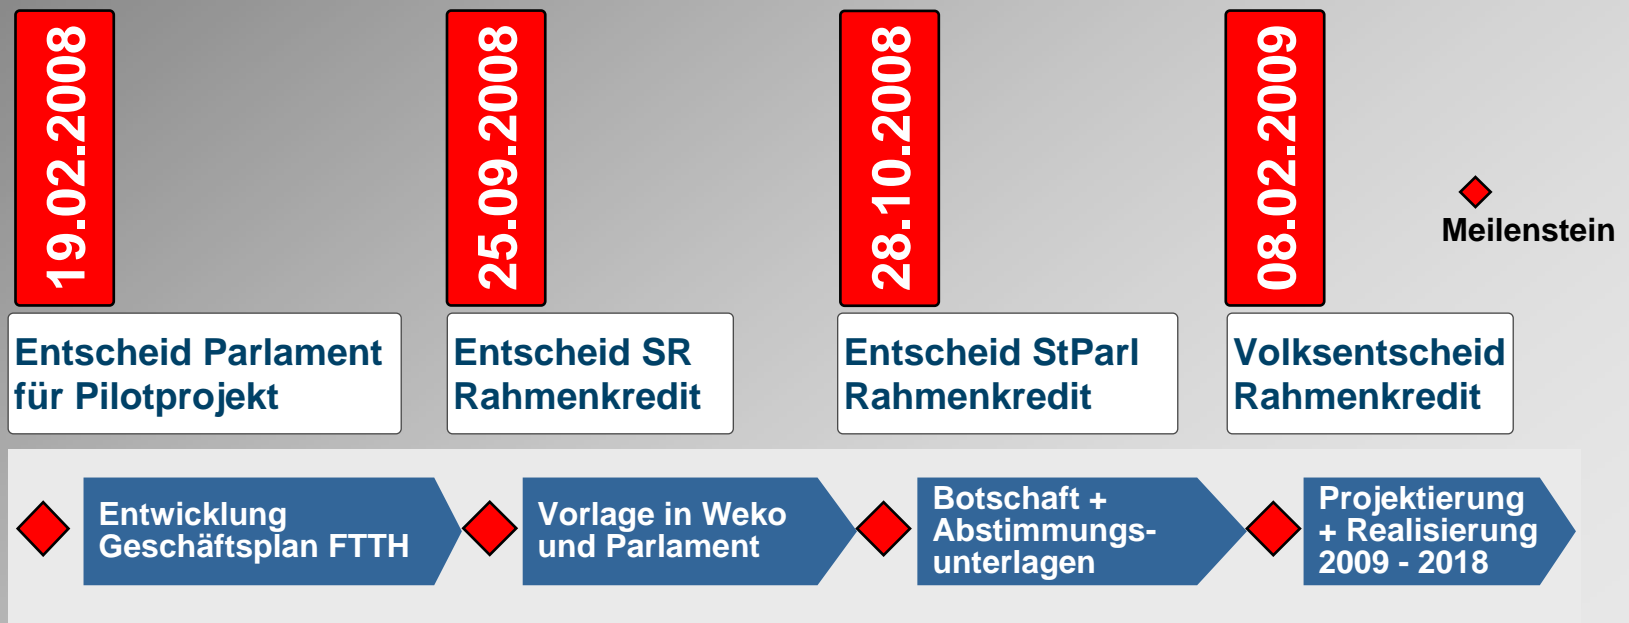 19.02.2008
25.09.2008
28.10.2008
08.02.2009
Meilenstein
Entscheid Parlament
für Pilotprojekt
Entscheid SR
Rahmenkredit
Entscheid StParl
Rahmenkredit
Volksentscheid
Rahmenkredit
Entwicklung
Geschäftsplan FTTH
Vorlage in Weko
und Parlament
Botschaft +
Abstimmungs-
unterlagen
Projektierung
+ Realisierung
2009 - 2018